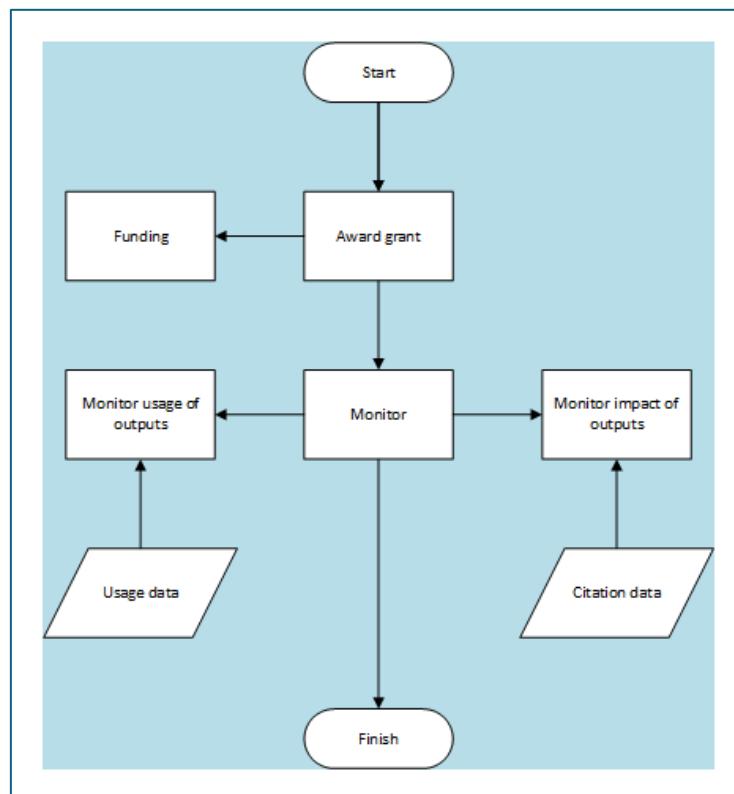 Start
Funding
Award grant
Monitor usage of
outputs
Monitor
Monitor impact of
outputs
Usage data
Citation data
Finish